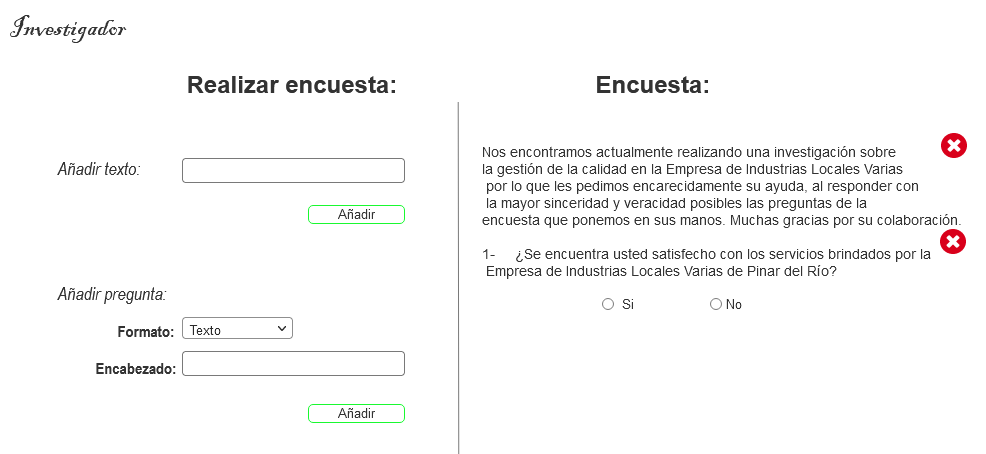 Investigador
Realizar encuesta:
Añadir texto:
Añadir
Añadir pregunta:
Formato: Texto
Encabezado:
Añadir
Encuesta:
Nos encontramos actualmente realizando una investigación sobre
la gestión de la calidad en la Empresa de Industrias Locales Varias
por lo que les pedimos encarecidamente su ayuda, al responder con
la mayor sinceridad y veracidad posibles las preguntas de la
encuesta que ponemos en sus manos. Muchas gracias por su colaboración.
1- ¿Se encuentra usted satisfecho con los servicios brindados por la
Empresa de Industrias Locales Varias de Pinar del Río?
Si No